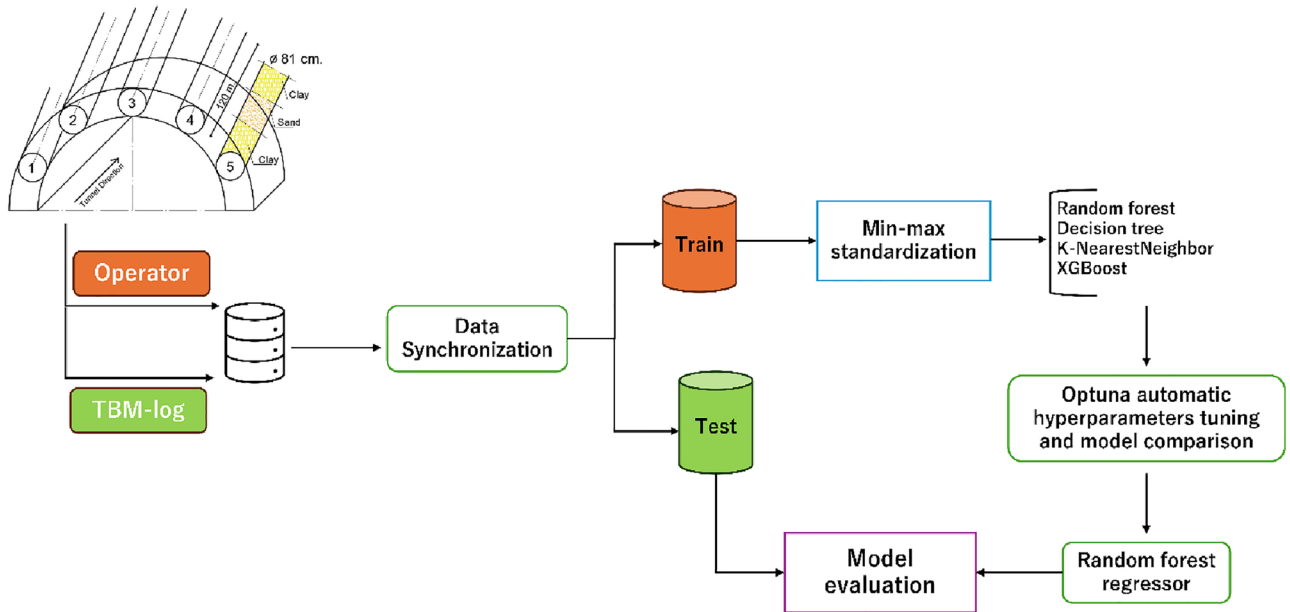 ø 81 cm.
120 m.
Clay
Sand
Clay
1
2
3
4
5
Tunnel Direction
Operator
TBM-log
Data
Synchronization
Train
Test
Min-max
standardization
Random forest
Decision tree
K-NearestNeighbor
XGBoost
Optuna automatic
hyperparameters tuning
and model comparison
Random forest
regressor
Model
evaluation